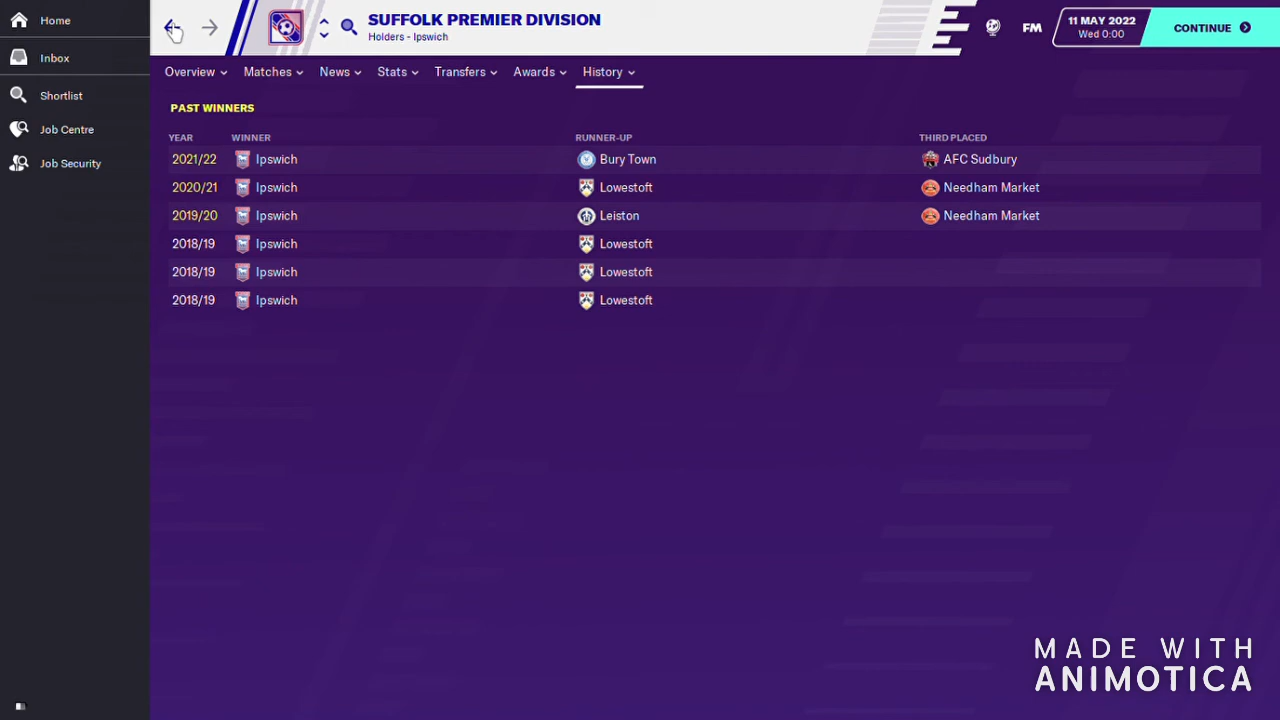 Home
Inbox
Shortlist
Job Centre
Job Security
SUFFOLK PREMIER DIVISION
Holders - Ipswich
FM
11 MAY 2022
Wed 0:00
CONTINUE
Overview Matches News Stats Transfers Awards History
PAST WINNERS
YEAR WINNER RUNNER-UP THIRD PLACED
2021/22 Ipswich Bury Town AFC Sudbury
2020/21 Ipswich Lowestoft Needham Market
2019/20 Ipswich Leiston Needham Market
2018/19 Ipswich Lowestoft
2018/19 Ipswich Lowestoft
2018/19 Ipswich Lowestoft
MADE WITH
ANIMOTICA